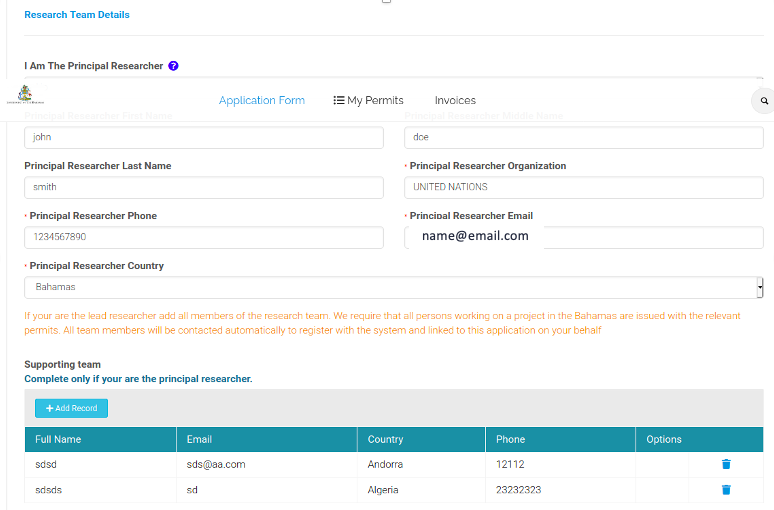 Research Team Details
I Am The Principal Researcher ?
Application Form
My Permits
Invoices
Principal Researcher First Name
Principal Researcher Middle Name
john
doe
Principal Researcher Last Name
* Principal Researcher Organization
smith
UNITED NATIONS
* Principal Researcher Phone
* Principal Researcher Email
1234567890
name@email.com
* Principal Researcher Country
Bahamas
If your are the lead researcher add all members of the research team. We require that all persons working on a project in the Bahamas are issued with the relevant
permits. All team members will be contacted automatically to register with the system and linked to this application on your behalf
Supporting team
Complete only if your are the principal researcher.
+ Add Record
Full Name Email Country Phone Options
sdsd sds@aa.com Andorra 12112
sdsds sd Algeria 23232323